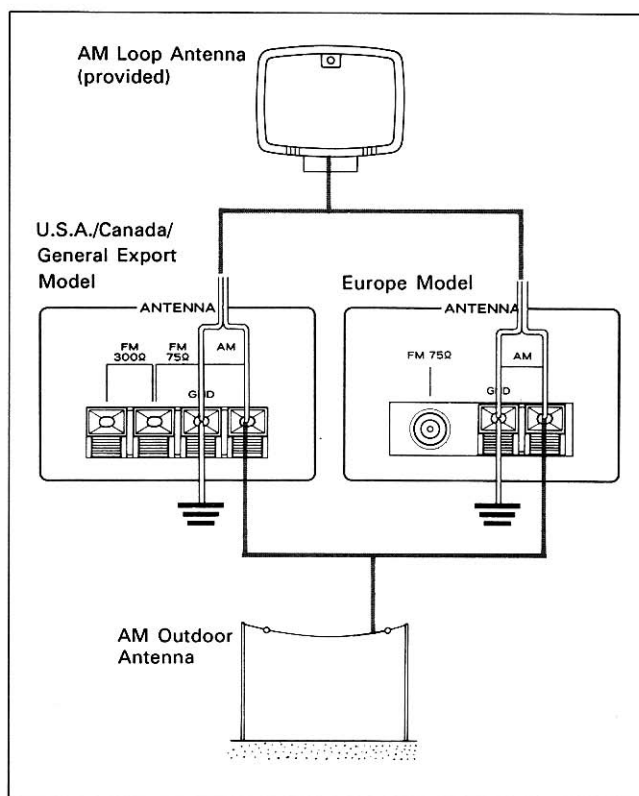 AM Loop Antenna
(provided)
U.S.A./Canada/
General Export
Model
ANTENNA
FM
300Ω
FM
75Ω
AM
GND
Europe Model
ANTENNA
FM 75Ω
AM
GND
AM Outdoor
Antenna